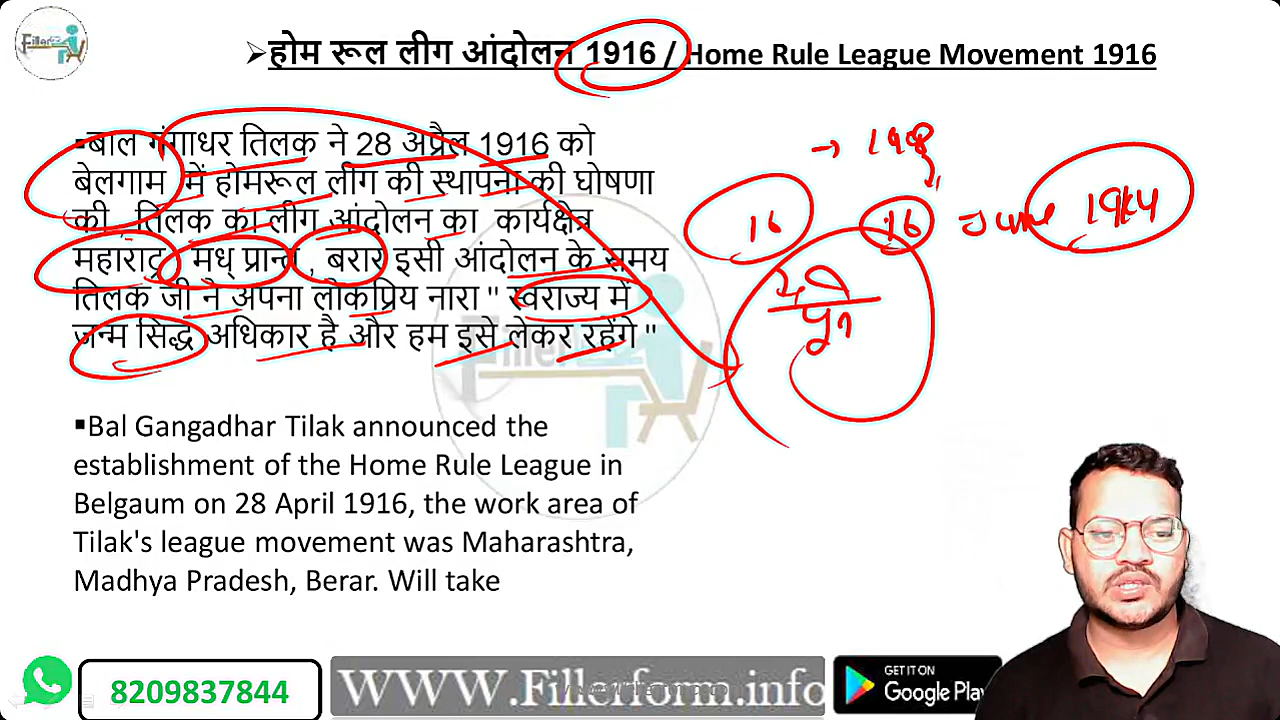 ➢होम रूल लीग आंदोलन 1916 / Home Rule League Movement 1916
▪बाल गंगाधर तिलक ने 28 अप्रैल 1916 को
बेलगाम में होमरूल लीग की स्थापना की घोषणा
की , तिलक का लीग आंदोलन का कार्यक्षेत्र
महाराट्र मध् प्रान्त , बरार इसी आंदोलन के समय
तिलक जी ने अपना लोकप्रिय नारा " स्वराज्य में
जन्म सिद्ध अधिकार है और हम इसे लेकर रहेंगे "
16
16
June 1914
▪Bal Gangadhar Tilak announced the
establishment of the Home Rule League in
Belgaum on 28 April 1916, the work area of
Tilak's league movement was Maharashtra,
Madhya Pradesh, Berar. Will take
8209837844
WWW.Fillerform.info
GET IT ON
Google Play